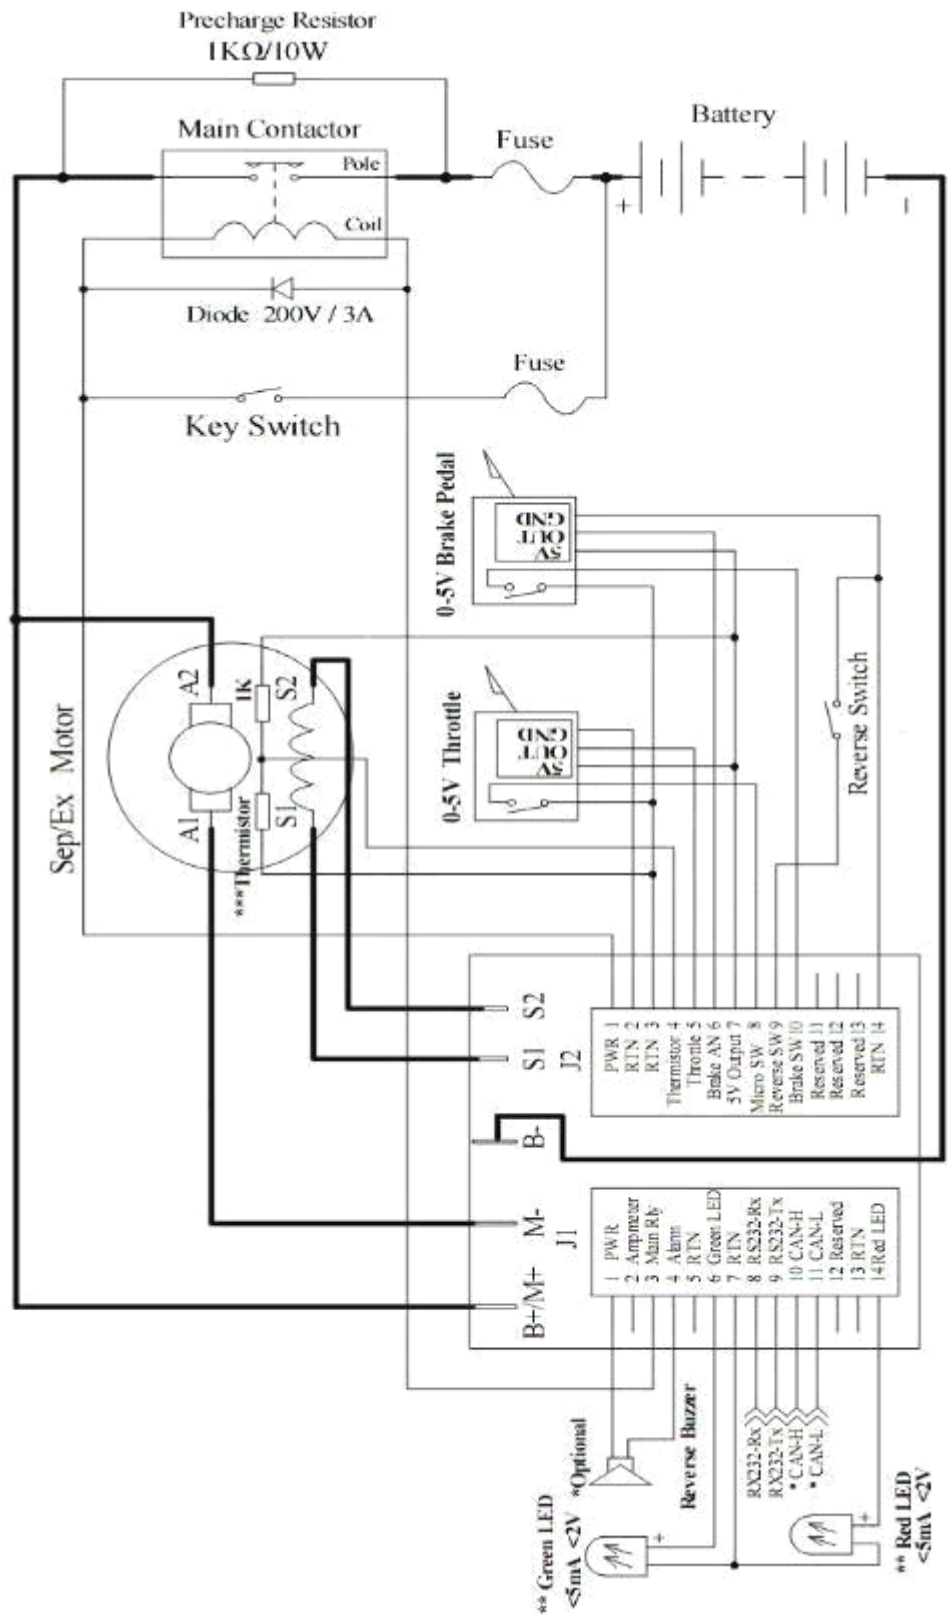 Precharge Resistor
1KΩ/10W
Main Contactor
Pole
Coil
Fuse
Battery
+
−
Diode 200V / 3A
Fuse
Key Switch
0-5V Brake Pedal
GND
OUT
5V
Sep/Ex Motor
A2
A1
1K
S2
S1
***Thermistor
0-5V Throttle
GND
OUT
5V
Reverse Switch
S2
S1
J2
PWR 1
RTN 2
RTN 3
Thermistor 4
Throttle 5
Brake AN 6
5V Output 7
Micro SW 8
Reverse SW 9
Brake SW 10
Reserved 11
Reserved 12
Reserved 13
RTN 14
B-
M-
J1
B+/M+
1 PWR
2 Ampmeter
3 Main Rly
4 Alarm
5 RTN
6 Green LED
7 RTN
8 RS232-Rx
9 RS232-Tx
10 CAN-H
11 CAN-L
12 Reserved
13 RTN
14 Red LED
*Optional
Reverse Buzzer
RX232-Rx
RX232-Tx
* CAN-H
* CAN-L
** Green LED
<5mA <2V
+
+
** Red LED
<5mA <2V